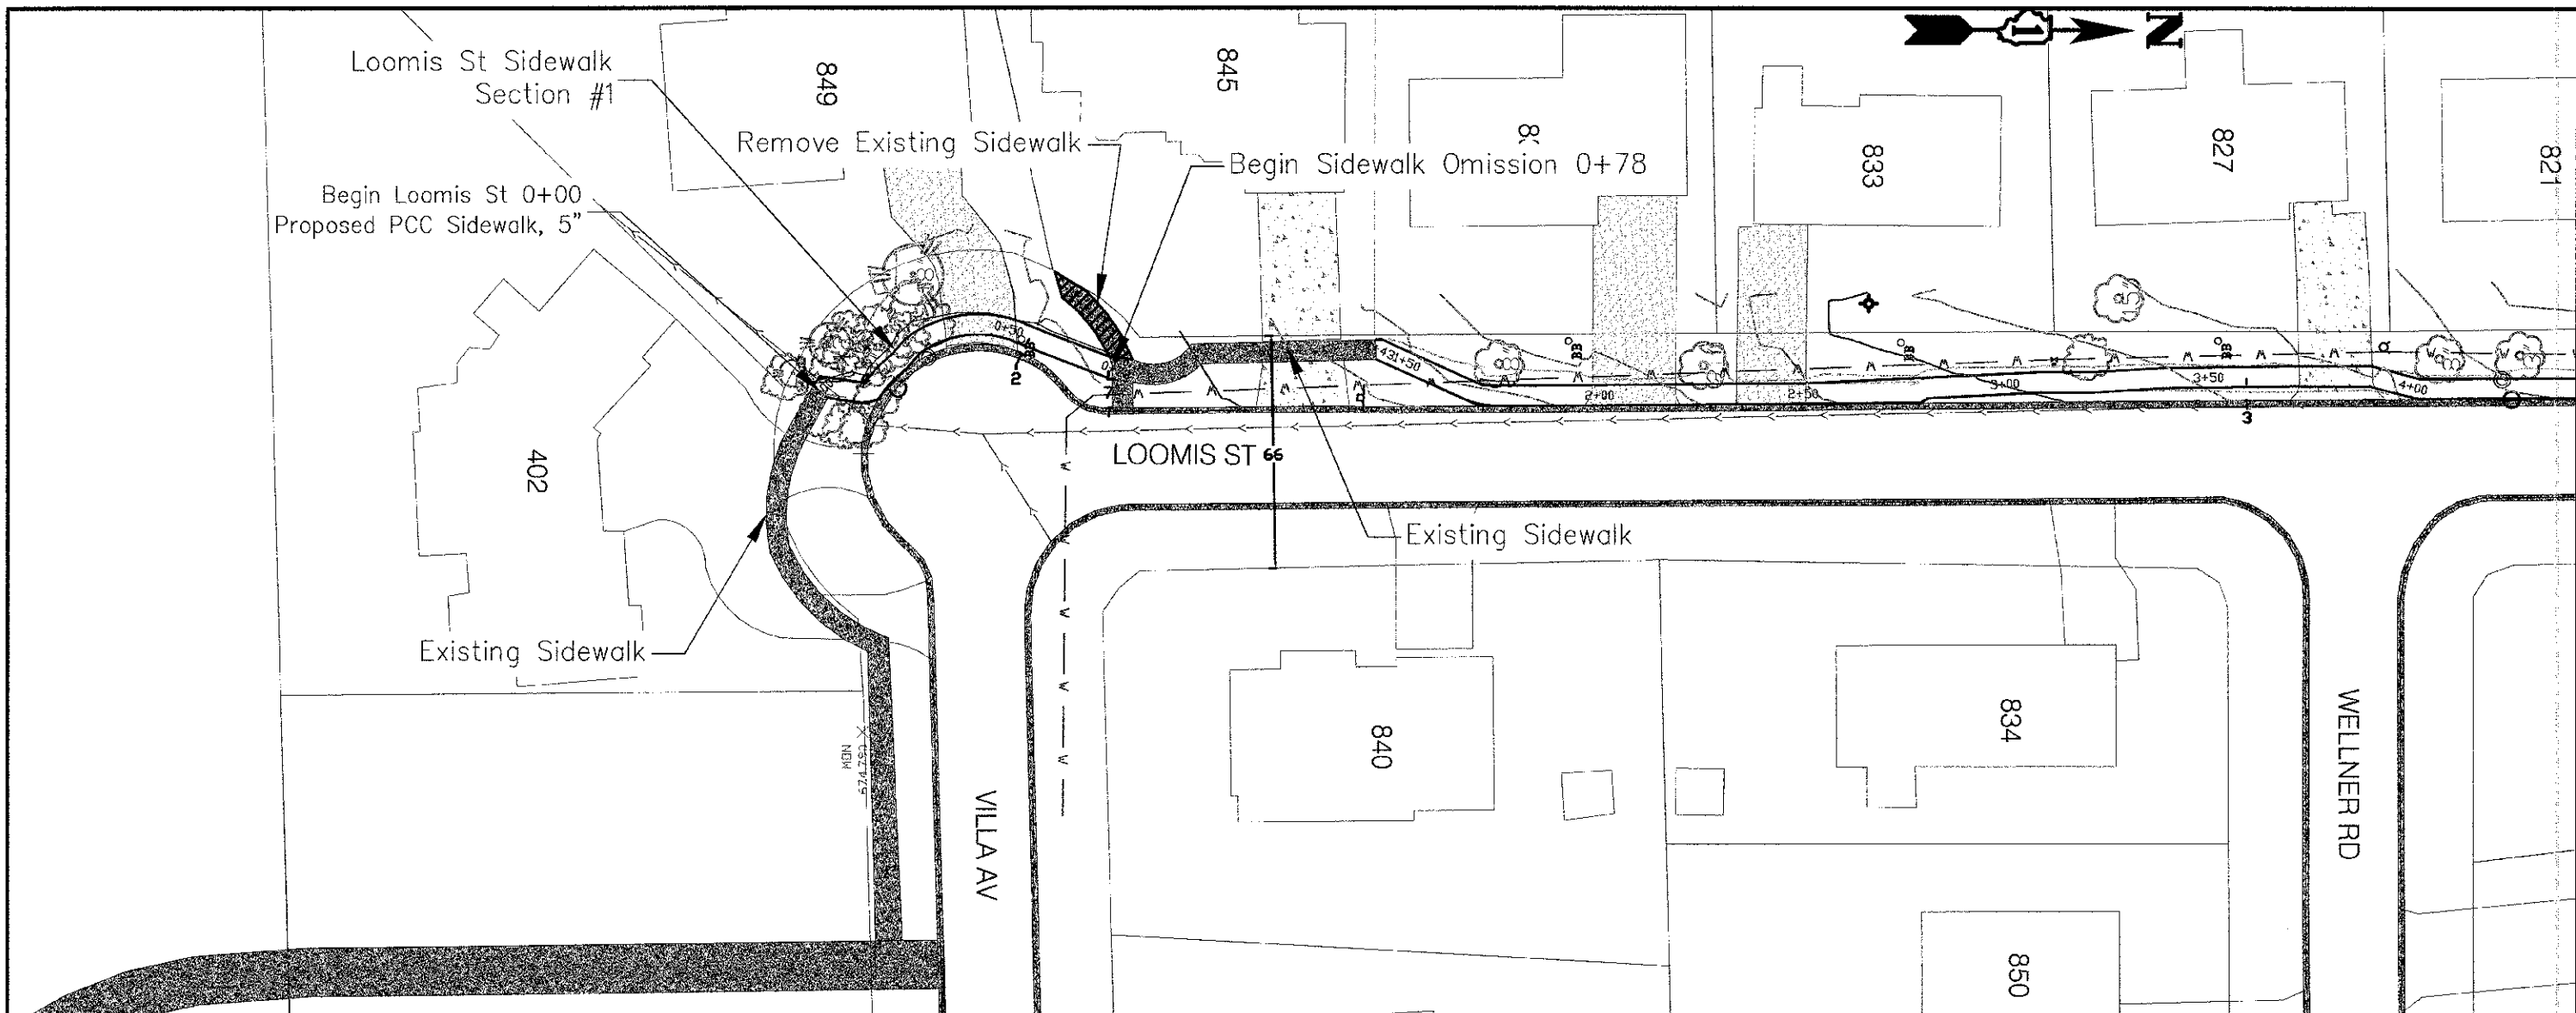 N
Loomis St Sidewalk
Section #1
849
845
Remove Existing Sidewalk
Begin Sidewalk Omission 0+78
833
827
821
Begin Loomis St 0+00
Proposed PCC Sidewalk, 5"
0+50
2
2+00
2+50
3+00
3+50
4+00
3
LOOMIS ST
66
402
Existing Sidewalk
Existing Sidewalk
840
834
850
VILLA AV
WELLNER RD